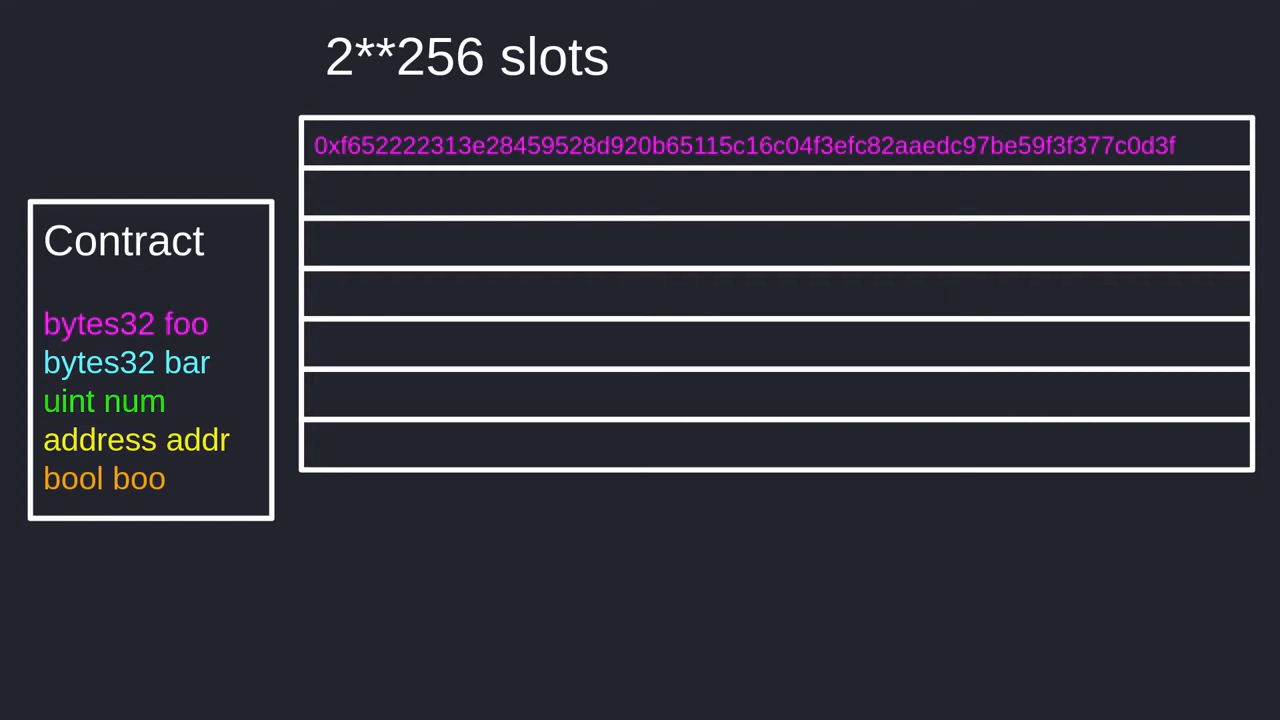 2**256 slots
0xf652222313e28459528d920b65115c16c04f3efc82aaedc97be59f3f377c0d3f
Contract
bytes32 foo
bytes32 bar
uint num
address addr
bool boo